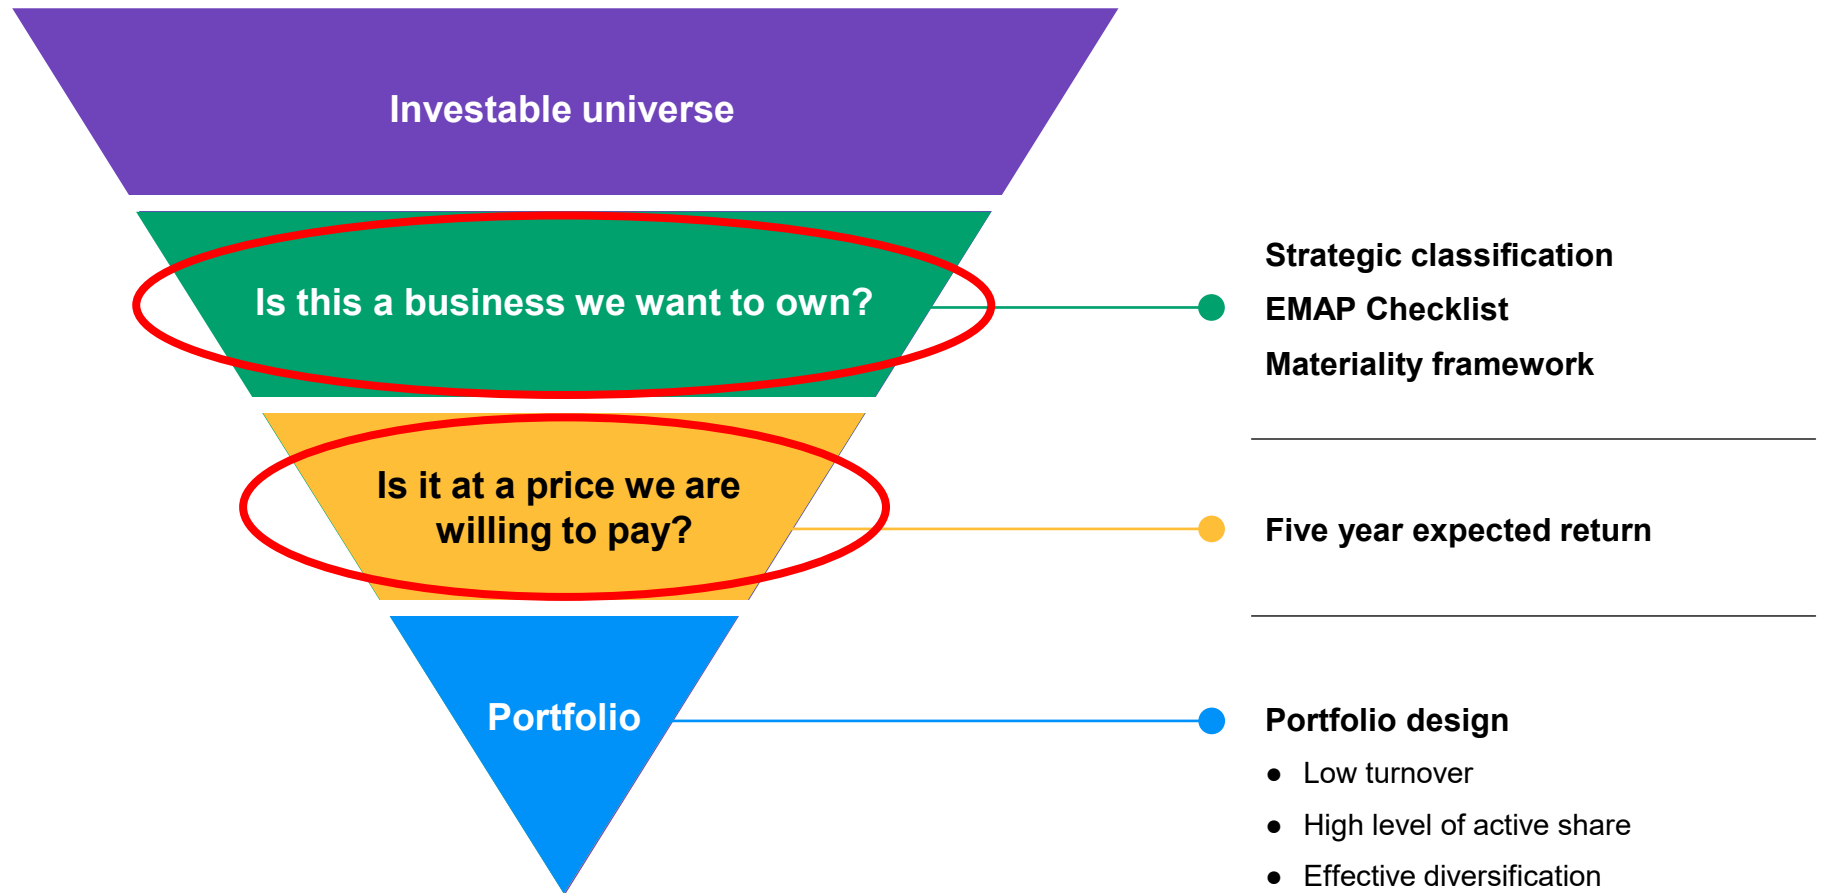 Investable universe
Is this a business we want to own?
Strategic classification
EMAP Checklist
Materiality framework
Is it at a price we are
willing to pay?
Five year expected return
Portfolio
Portfolio design
● Low turnover
● High level of active share
● Effective diversification